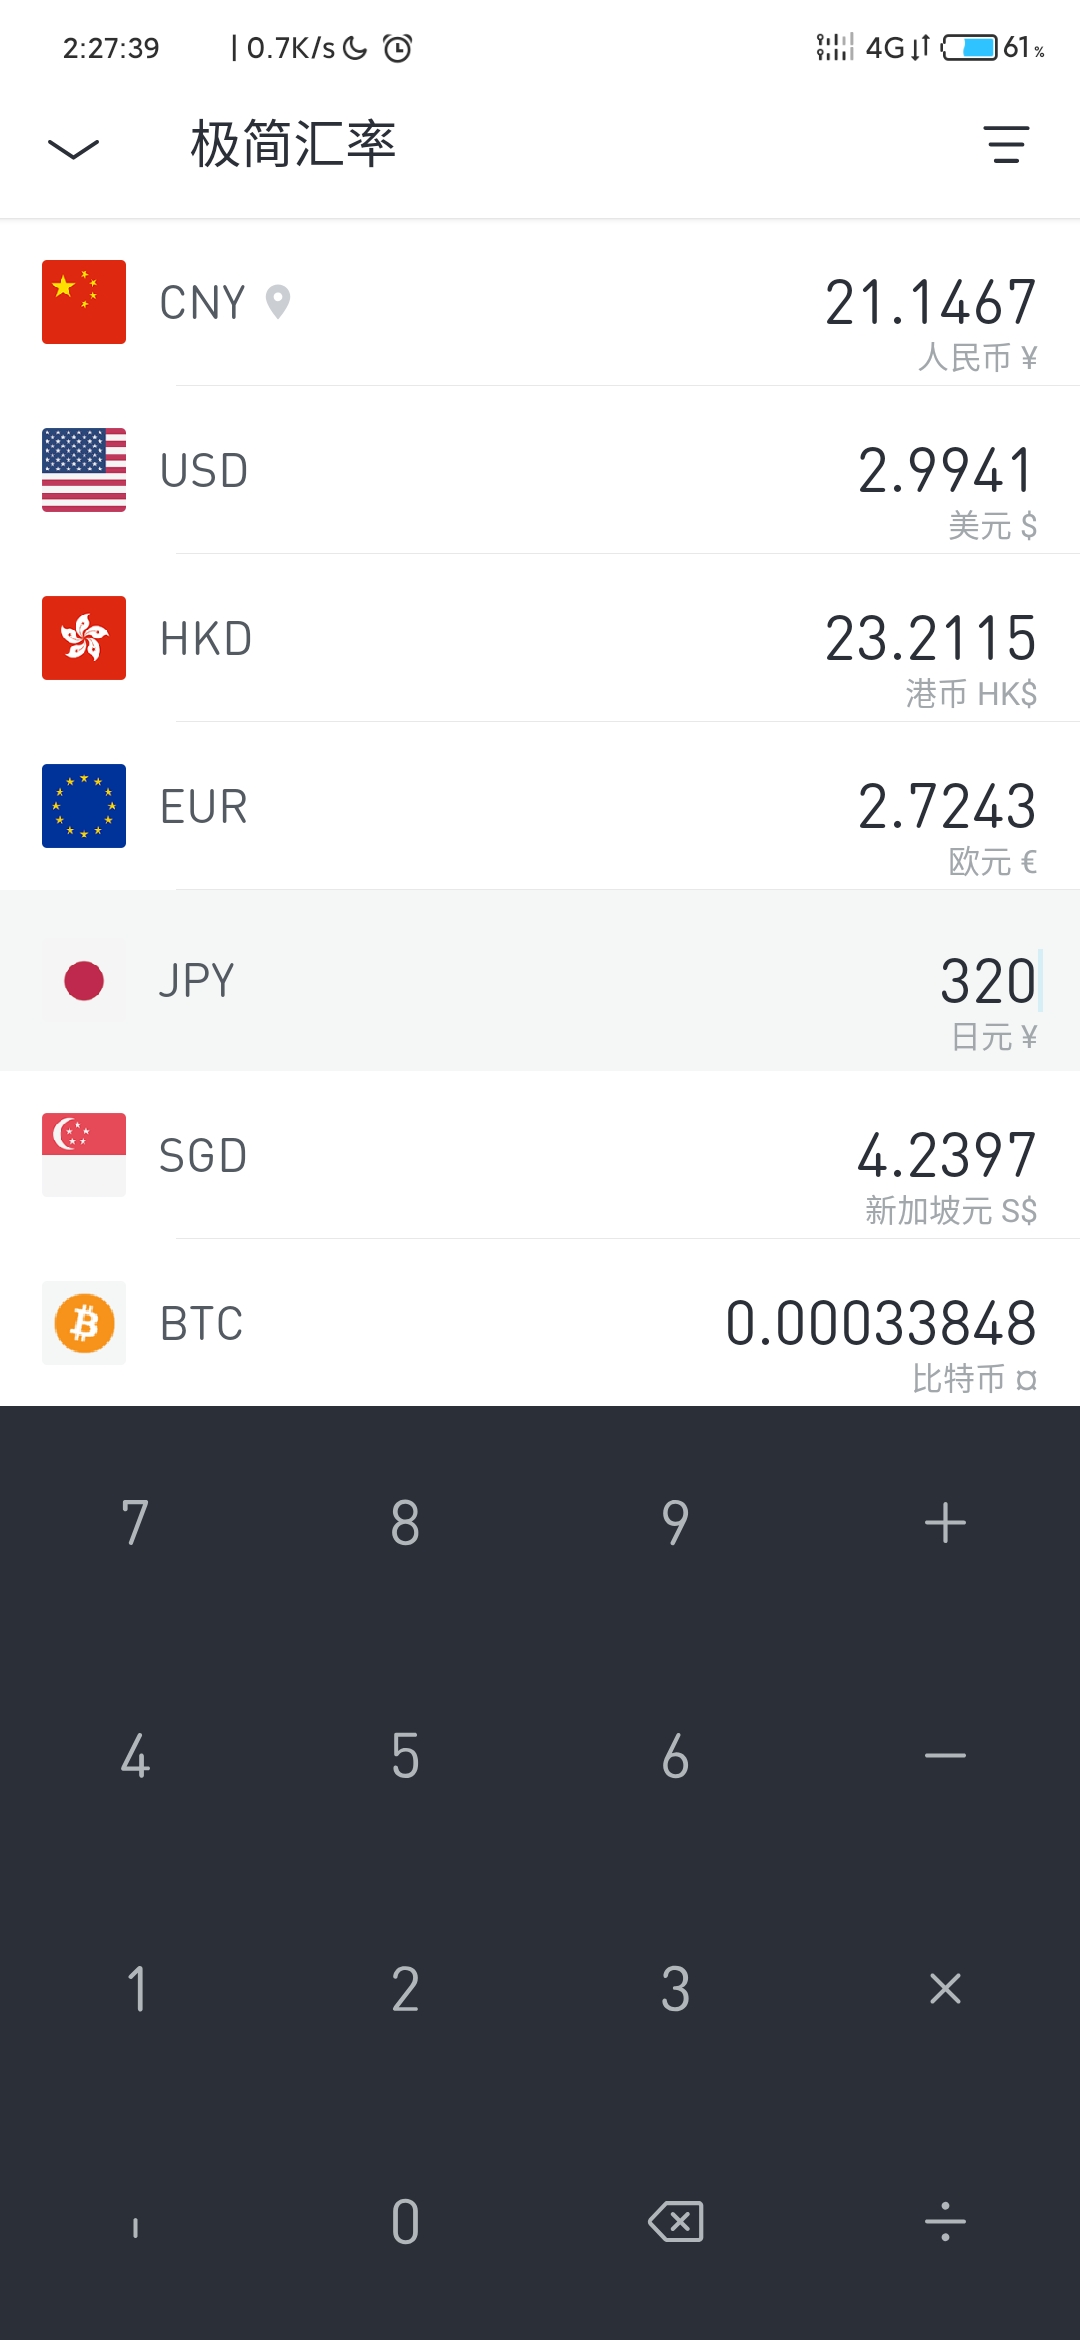 2:27:39 | 0.7K/s 4G 61 %
极简汇率
CNY 21.1467
人民币 ¥
USD 2.9941
美元 $
HKD 23.2115
港币 HK$
EUR 2.7243
欧元 €
JPY 320
日元 ¥
SGD 4.2397
新加坡元 S$
BTC 0.00033848
比特币 ¤
7 8 9 +
4 5 6 −
1 2 3 ×
, 0 ÷